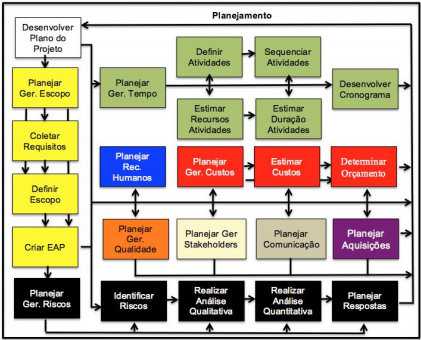 Planejamento
Desenvolver
Plano do
Projeto
Planejar
Ger. Escopo
Coletar
Requisitos
Definir
Escopo
Criar EAP
Planejar
Ger. Riscos
Planejar
Ger. Tempo
Definir
Atividades
Sequenciar
Atividades
Estimar
Recursos
Atividades
Estimar
Duração
Atividades
Desenvolver
Cronograma
Planejar
Rec.
Humanos
Planejar
Ger. Custos
Estimar
Custos
Determinar
Orçamento
Planejar
Ger.
Qualidade
Planejar Ger
Stakeholders
Planejar
Comunicação
Planejar
Aquisições
Identificar
Riscos
Realizar
Análise
Qualitativa
Realizar
Análise
Quantitativa
Planejar
Respostas